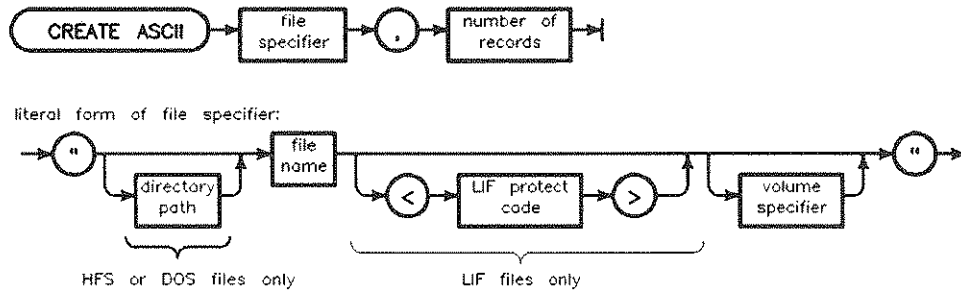 CREATE ASCII
file
specifier
,
number of
records
literal form of file specifier:
"
directory
path
file
name
<
LIF protect
code
>
volume
specifier
"
HFS or DOS files only
LIF files only